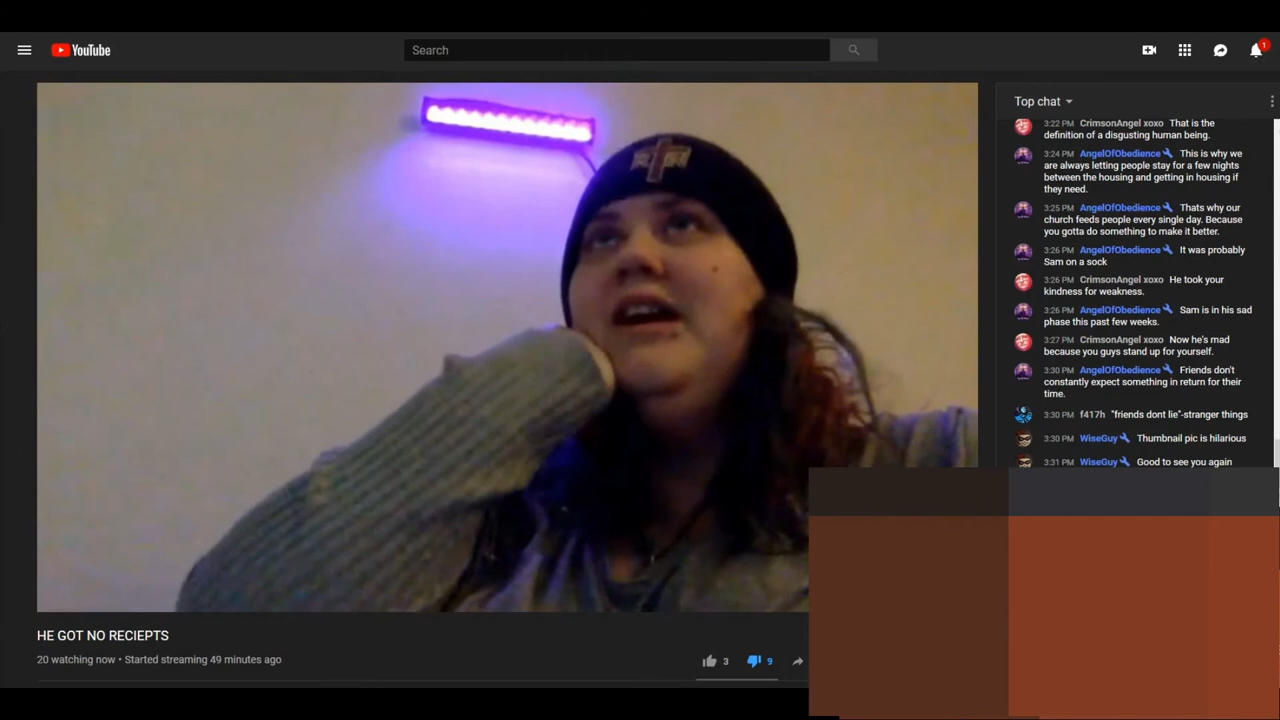 YouTube
Search
1
Top chat
3:22 PM CrimsonAngel xoxo That is the
definition of a disgusting human being.
3:24 PM AngelOfObedience This is why we
are always letting people stay for a few nights
between the housing and getting in housing if
they need.
3:25 PM AngelOfObedience Thats why our
church feeds people every single day. Because
you gotta do something to make it better.
3:26 PM AngelOfObedience It was probably
Sam on a sock
3:26 PM CrimsonAngel xoxo He took your
kindness for weakness.
3:26 PM AngelOfObedience Sam is in his sad
phase this past few weeks.
3:27 PM CrimsonAngel xoxo Now he's mad
because you guys stand up for yourself.
3:30 PM AngelOfObedience Friends don't
constantly expect something in return for their
time.
3:30 PM f417h "friends dont lie"-stranger things
3:30 PM WiseGuy Thumbnail pic is hilarious
3:31 PM WiseGuy Good to see you again
HE GOT NO RECIEPTS
20 watching now • Started streaming 49 minutes ago
3
9